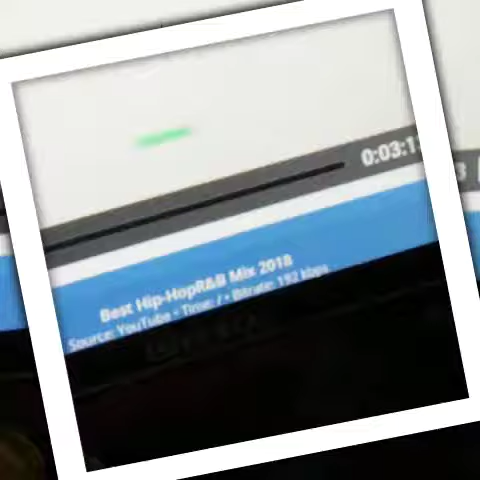 0:03:1
Best Hip-HopR&B Mix 2018
Source: YouTube • Time: / • Bitrate: 192 kbps